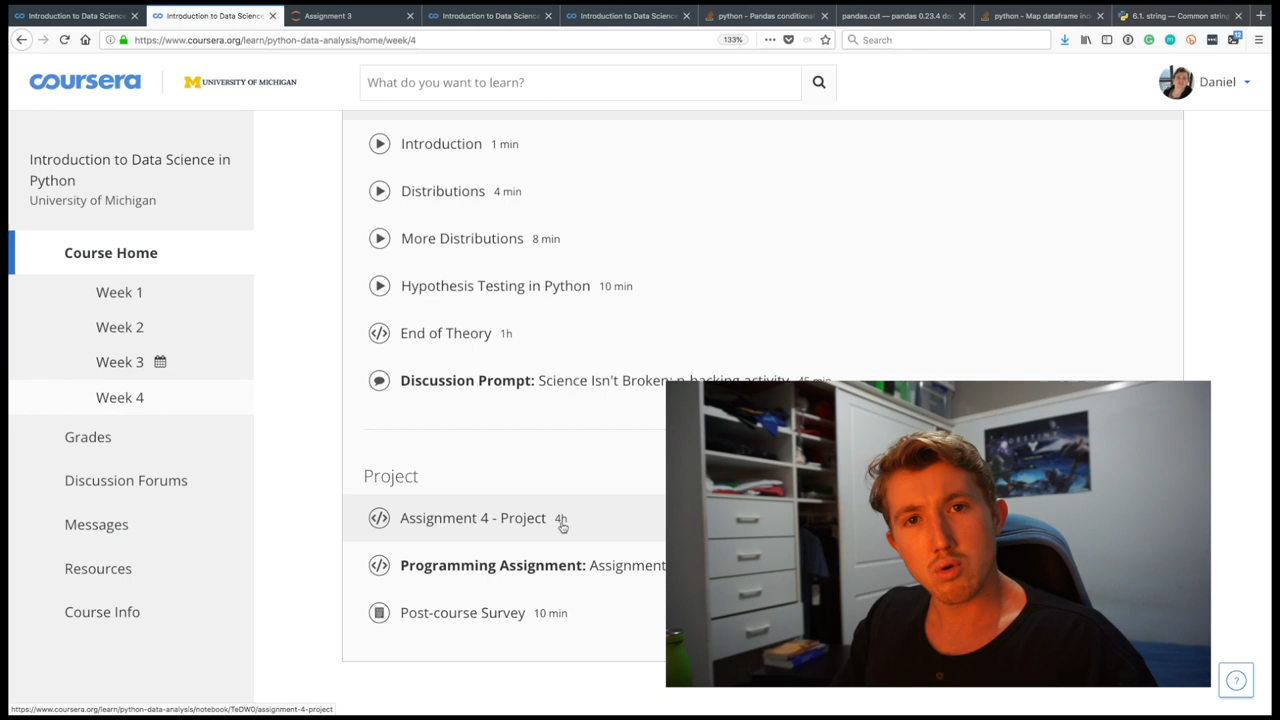 Introduction to Data Science
Introduction to Data Science
Assignment 3
Introduction to Data Science
Introduction to Data Science
python - Pandas conditional
pandas.cut — pandas 0.23.4 do
python - Map dataframe ind
6.1. string — Common string
https://www.coursera.org/learn/python-data-analysis/home/week/4
133%
Search
coursera
M UNIVERSITY OF MICHIGAN
What do you want to learn?
Daniel
Introduction to Data Science in
Python
University of Michigan
Course Home
Week 1
Week 2
Week 3
Week 4
Grades
Discussion Forums
Messages
Resources
Course Info
Introduction 1 min
Distributions 4 min
More Distributions 8 min
Hypothesis Testing in Python 10 min
End of Theory 1h
Discussion Prompt: Science Isn't Broken: p-hacking activity 45 min
Project
Assignment 4 - Project 4h
Programming Assignment: Assignment
Post-course Survey 10 min
DESTINY
?
https://www.coursera.org/learn/python-data-analysis/notebook/TeDW0/assignment-4-project